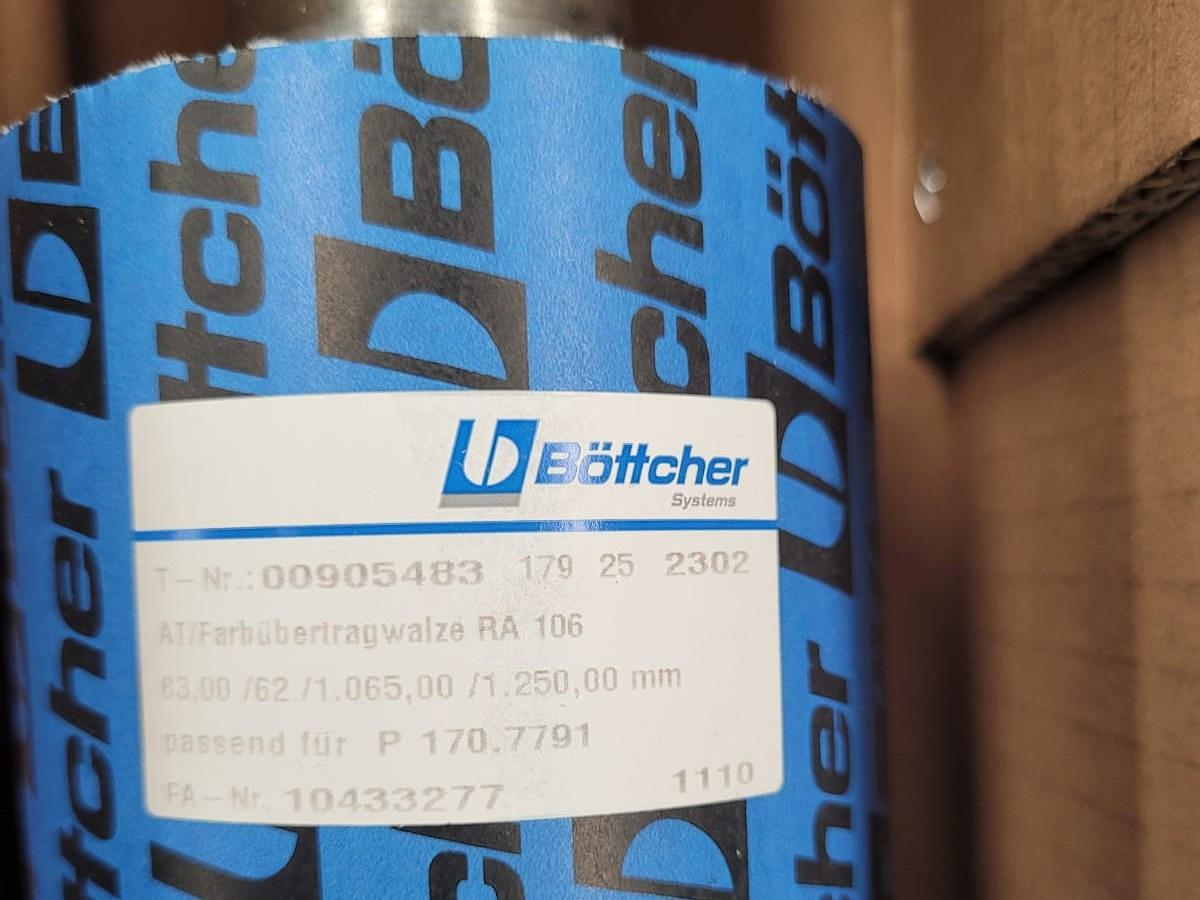 Böttcher
Systems
T-Nr.: 00905483 179 25 2302
AT/Farbübertragwalze RA 106
83,00 /62 /1.065,00 /1.250,00 mm
passend für P 170.7791
FA-Nr. 10433277 1110